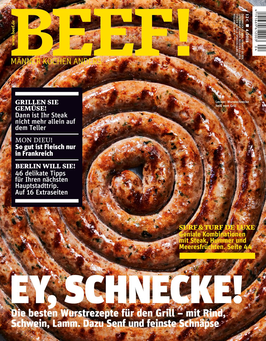 BEEF!
MÄNNER KOCHEN ANDERS
GRILLEN SIE
GEMÜSE!
Dann ist Ihr Steak
nicht mehr allein auf
dem Teller
MON DIEU!
So gut ist Fleisch nur
in Frankreich
BERLIN WILL SIE!
46 delikate Tipps
für Ihren nächsten
Hauptstadttrip.
Auf 16 Extraseiten
SURF & TURF DE LUXE
Geniale Kombinationen
mit Steak, Hummer und
Meeresfrüchten. Seite 44
EY, SCHNECKE!
Die besten Wurstrezepte für den Grill – mit Rind,
Schwein, Lamm. Dazu Senf und feinste Schnäpse